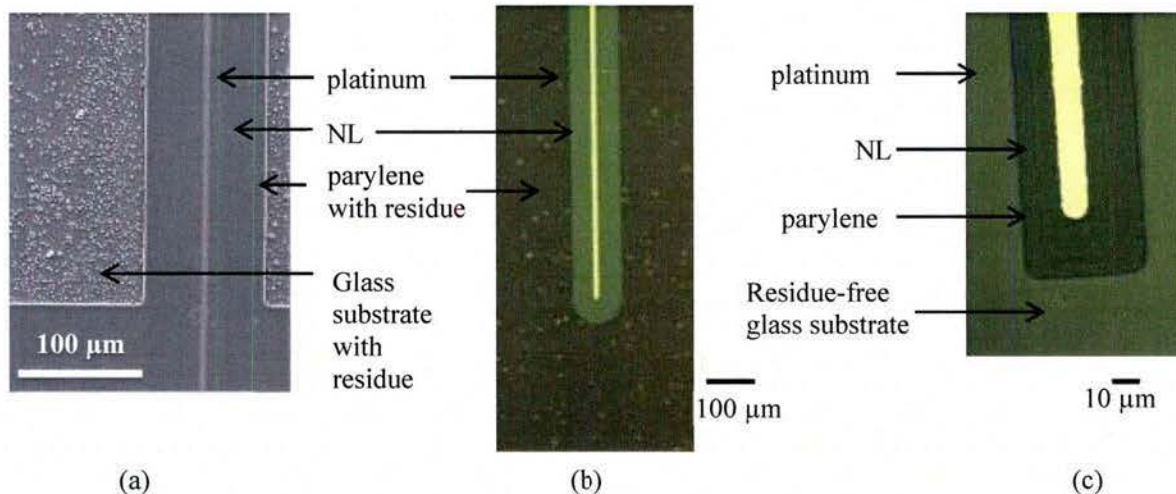 platinum
NL
parylene
with residue
Glass
substrate
with
residue
100 µm
100 µm
platinum
NL
parylene
Residue-free
glass substrate
10 µm
(a)
(b)
(c)